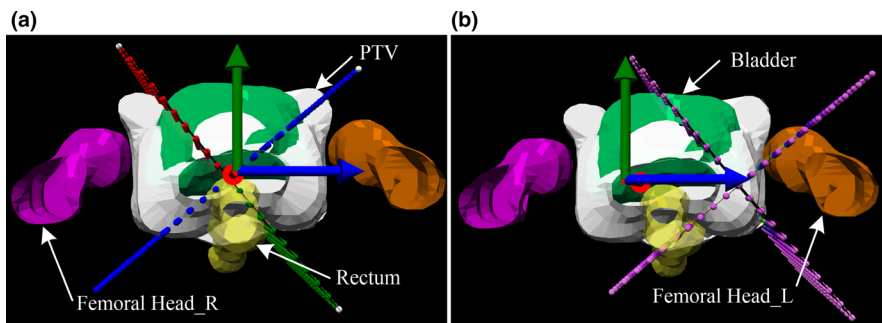 (a)
PTV
Rectum
Femoral Head_R
(b)
Bladder
Femoral Head_L